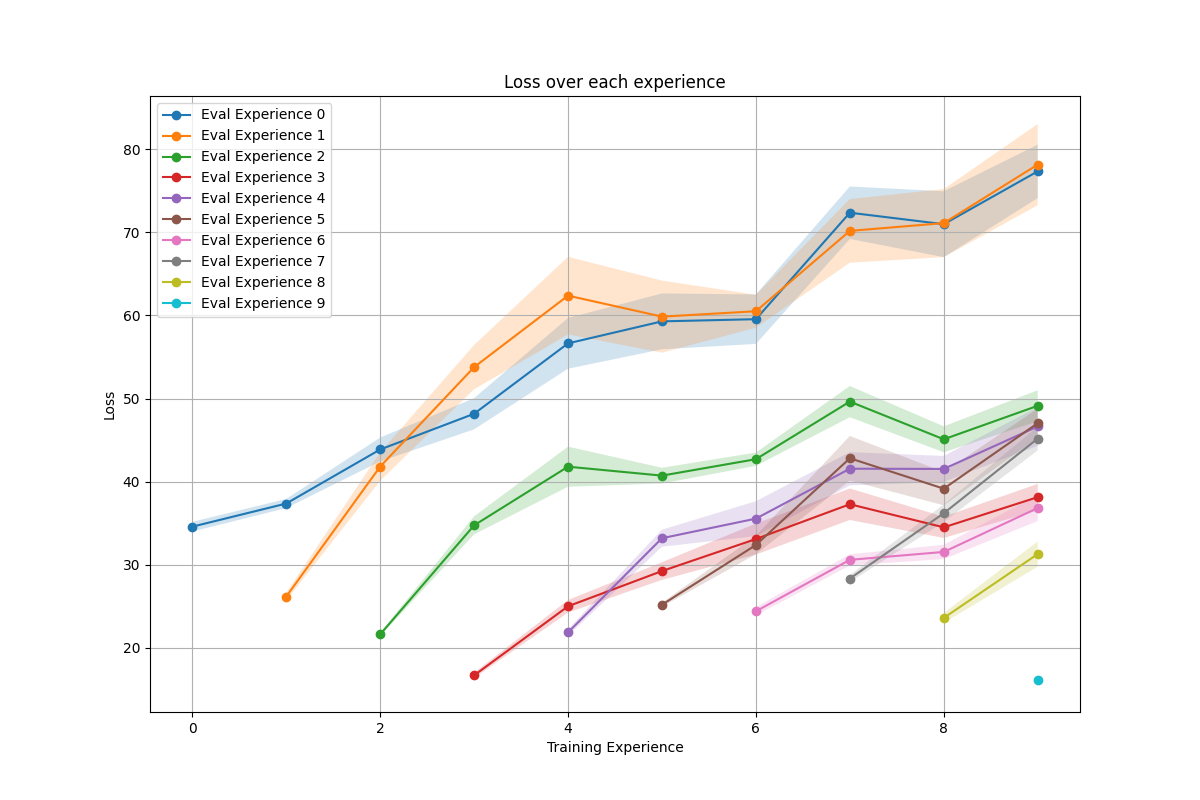 Loss over each experience
Eval Experience 0
Eval Experience 1
Eval Experience 2
Eval Experience 3
Eval Experience 4
Eval Experience 5
Eval Experience 6
Eval Experience 7
Eval Experience 8
Eval Experience 9
80
70
60
50
40
30
20
Loss
0 2 4 6 8
Training Experience